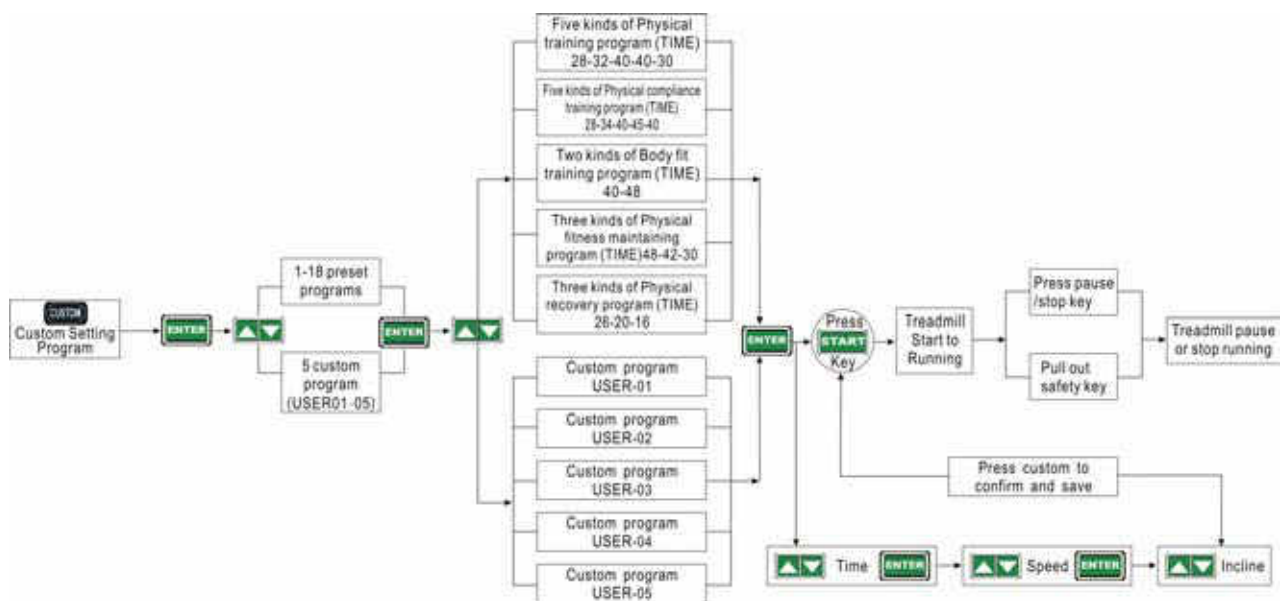 CUSTOM
Custom Setting
Program
ENTER
1-18 preset
programs
5 custom
program
(USER01-05)
ENTER
Five kinds of Physical
training program (TIME)
28-32-40-40-30
Five kinds of Physical compliance
training program (TIME)
28-34-40-45-40
Two kinds of Body fit
training program (TIME)
40-48
Three kinds of Physical
fitness maintaining
program (TIME)48-42-30
Three kinds of Physical
recovery program (TIME)
26-20-16
Custom program
USER-01
Custom program
USER-02
Custom program
USER-03
Custom program
USER-04
Custom program
USER-05
ENTER
Press
START
Key
Treadmill
Start to
Running
Press pause
/stop key
Pull out
safety key
Treadmill pause
or stop running
Press custom to
confirm and save
Time ENTER
Speed ENTER
Incline